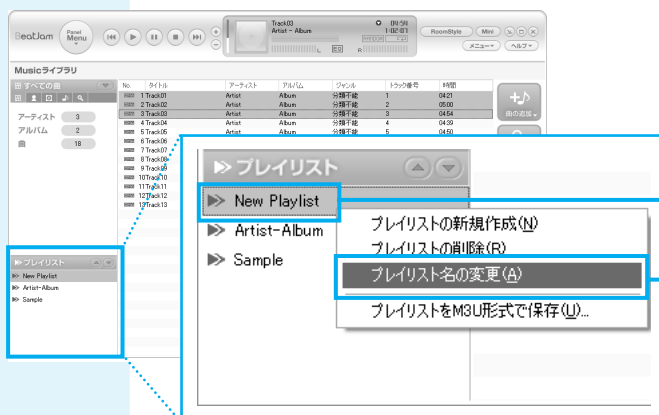 BeatJam
Panel
Menu
Track03
Artist - Album
04:54
1:02:01
L EQ R
RoomStyle
Mini
メニュー
ヘルプ
Musicライブラリ
すべての曲
アーティスト 3
アルバム 2
曲 18
No. タイトル アーティスト アルバム ジャンル トラック番号 時間
1 Track01 Artist Album 分類不能 1 04:21
2 Track02 Artist Album 分類不能 2 05:00
3 Track03 Artist Album 分類不能 3 04:54
4 Track04 Artist Album 分類不能 4 04:39
5 Track05 Artist Album 分類不能 5 04:50
6 Track06
7 Track07
8 Track08
9 Track09
10 Track10
11 Track11
12 Track12
13 Track13
曲の追加
プレイリスト
New Playlist
Artist-Album
Sample
プレイリスト
New Playlist
Artist-Album
Sample
プレイリストの新規作成(N)
プレイリストの削除(R)
プレイリスト名の変更(A)
プレイリストをM3U形式で保存(U)...